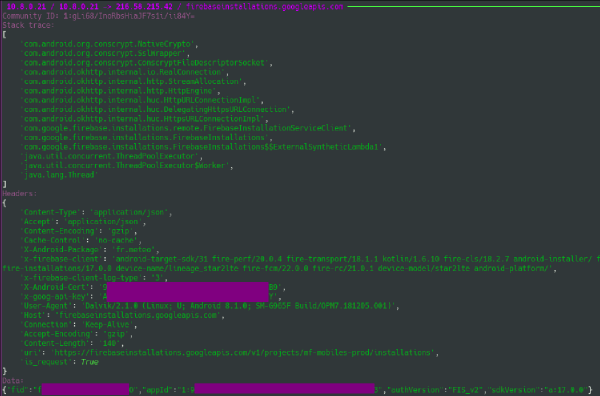 10.0.0.21 / 10.0.0.21 → 216.58.213.42 / firebaseinstallations.googleapis.com
Stack trace:
[
'com.android.org.conscrypt.NativeCrypto',
'com.android.org.conscrypt.SslWrapper',
'com.android.org.conscrypt.ConscryptFileDescriptorSocket',
'com.android.okhttp.internal.io.RealConnection',
'com.android.okhttp.internal.http.StreamAllocation',
'com.android.okhttp.internal.http.HttpEngine',
'com.android.okhttp.internal.huc.HttpURLConnectionImpl',
'com.android.okhttp.internal.huc.DelegatingHttpsURLConnection',
'com.android.okhttp.internal.huc.HttpsURLConnectionImpl',
'com.google.firebase.installations.remote.FirebaseInstallationServiceClient',
'com.google.firebase.installations.FirebaseInstallations',
'com.google.firebase.installations.FirebaseInstallations$$ExternalSyntheticLambda1',
'java.util.concurrent.ThreadPoolExecutor',
'java.util.concurrent.ThreadPoolExecutor$Worker',
'java.lang.Thread'
]
Headers:
{
'Content-Type': 'application/json',
'Accept': 'application/json',
'Content-Encoding': 'gzip',
'Cache-Control': 'no-cache',
'X-Android-Package': 'fr.meteo',
'x-firebase-client': 'android-target-sdk/31 fire-perf/20.0.4 fire-transport/18.1.1 kotlin/1.6.10 fire-cls/18.2.7 android-installer/ f
fire-installations/17.0.0 device-name/lineage_star2lte fire-fcm/22.0.0 fire-rc/21.0.1 device-model/star2lte android-platform/',
'x-firebase-client-log-type': '3',
'X-Android-Cert': '9 B9',
'x-goog-api-key': 'A Y',
'User-Agent': 'Dalvik/2.1.0 (Linux; U; Android 8.1.0; SM-G965F Build/OPM7.181205.001)',
'Host': 'firebaseinstallations.googleapis.com',
'Connection': 'Keep-Alive',
'Accept-Encoding': 'gzip',
'Content-Length': '140',
'uri': 'https://firebaseinstallations.googleapis.com/v1/projects/mf-mobiles-prod/installations',
'is_request': True
}
Data:
{"fid":"f 0","appId":"1:9 3","authVersion":"FIS_v2","sdkVersion":"a:17.0.0"}